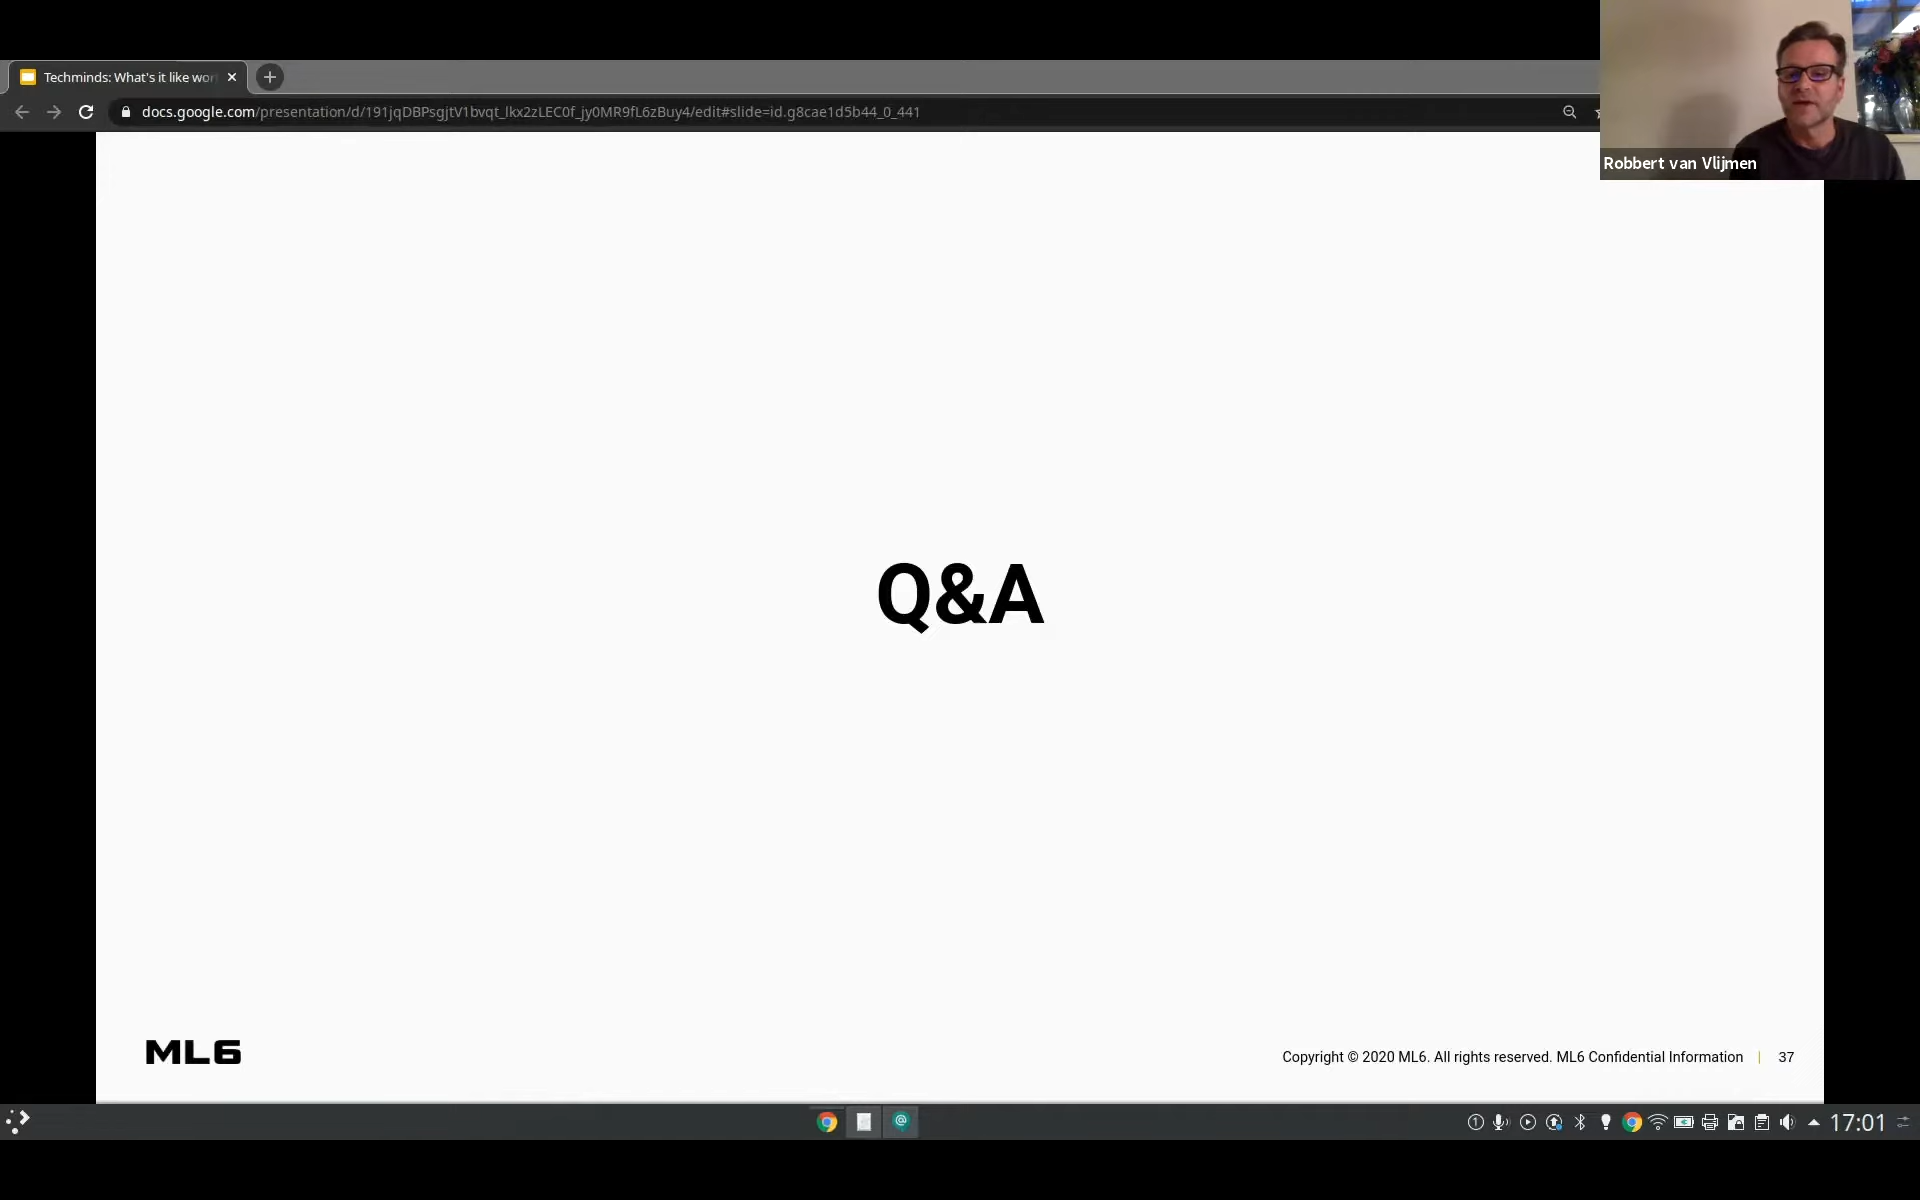 Techminds: What's it like wor
docs.google.com/presentation/d/191jqDBPsgjtV1bvqt_lkx2zLEC0f_jy0MR9fL6zBuy4/edit#slide=id.g8cae1d5b44_0_441
Robbert van Vlijmen
Q&A
ML6
Copyright © 2020 ML6. All rights reserved. ML6 Confidential Information | 37
17:01